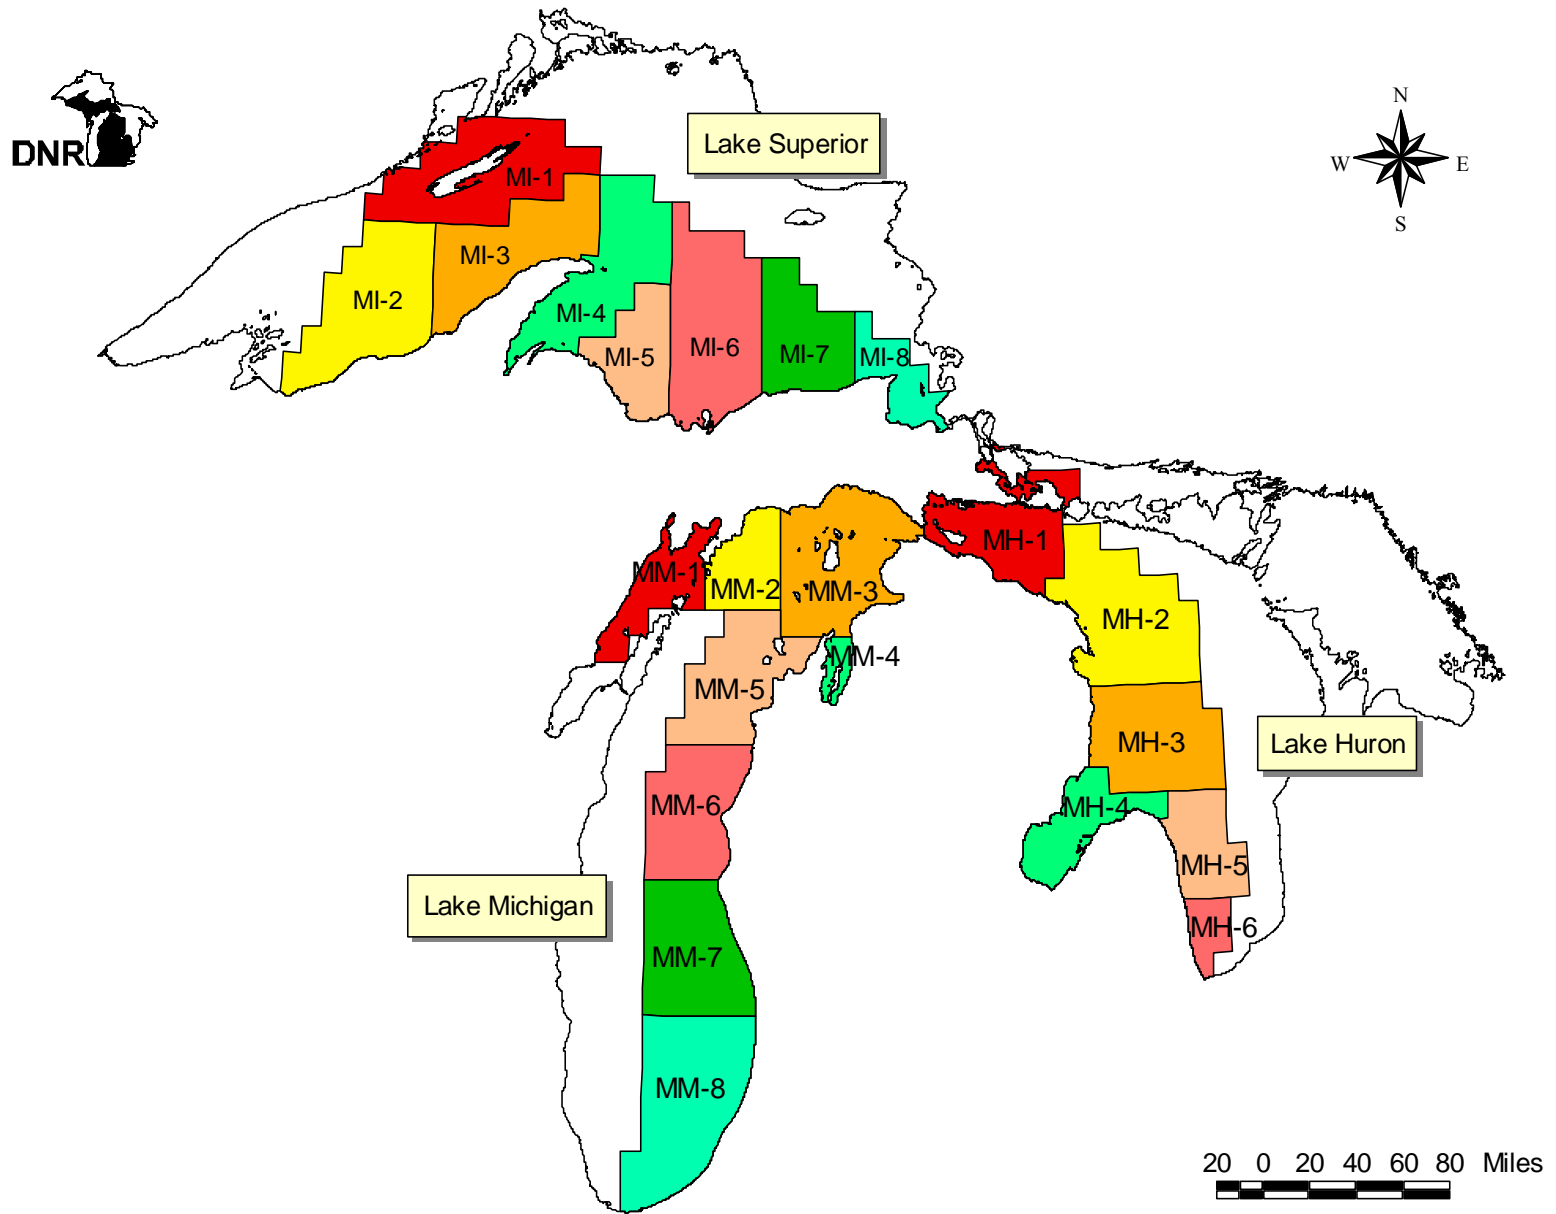 N
Lake Superior
DNR
W E
MI-1
S
MI-3
MI-2
MI-4
MI-6
MI-7
MI-8
MI-5
MH-1
MM-1
MM-2
MM-3
MH-2
MM-4
MM-5
MH-3
Lake Huron
MM-6
MH-4
MH-5
Lake Michigan
MH-6
MM-7
MM-8
20 0 20 40 60 80 Miles